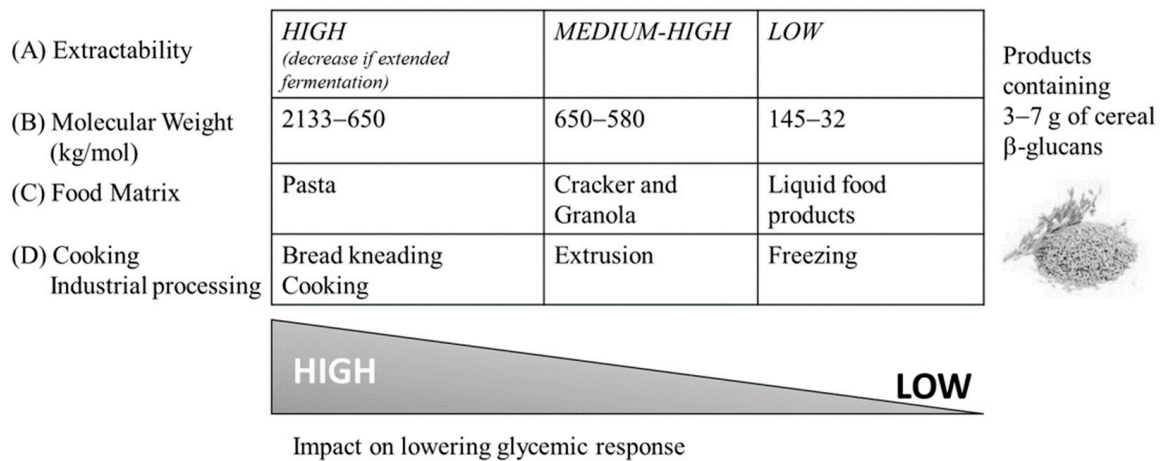 (A) Extractability
HIGH
(decrease if extended
fermentation)
MEDIUM-HIGH
LOW
(B) Molecular Weight
(kg/mol)
2133–650
650–580
145–32
(C) Food Matrix
Pasta
Cracker and
Granola
Liquid food
products
(D) Cooking
Industrial processing
Bread kneading
Cooking
Extrusion
Freezing
Products
containing
3–7 g of cereal
β-glucans
HIGH
LOW
Impact on lowering glycemic response